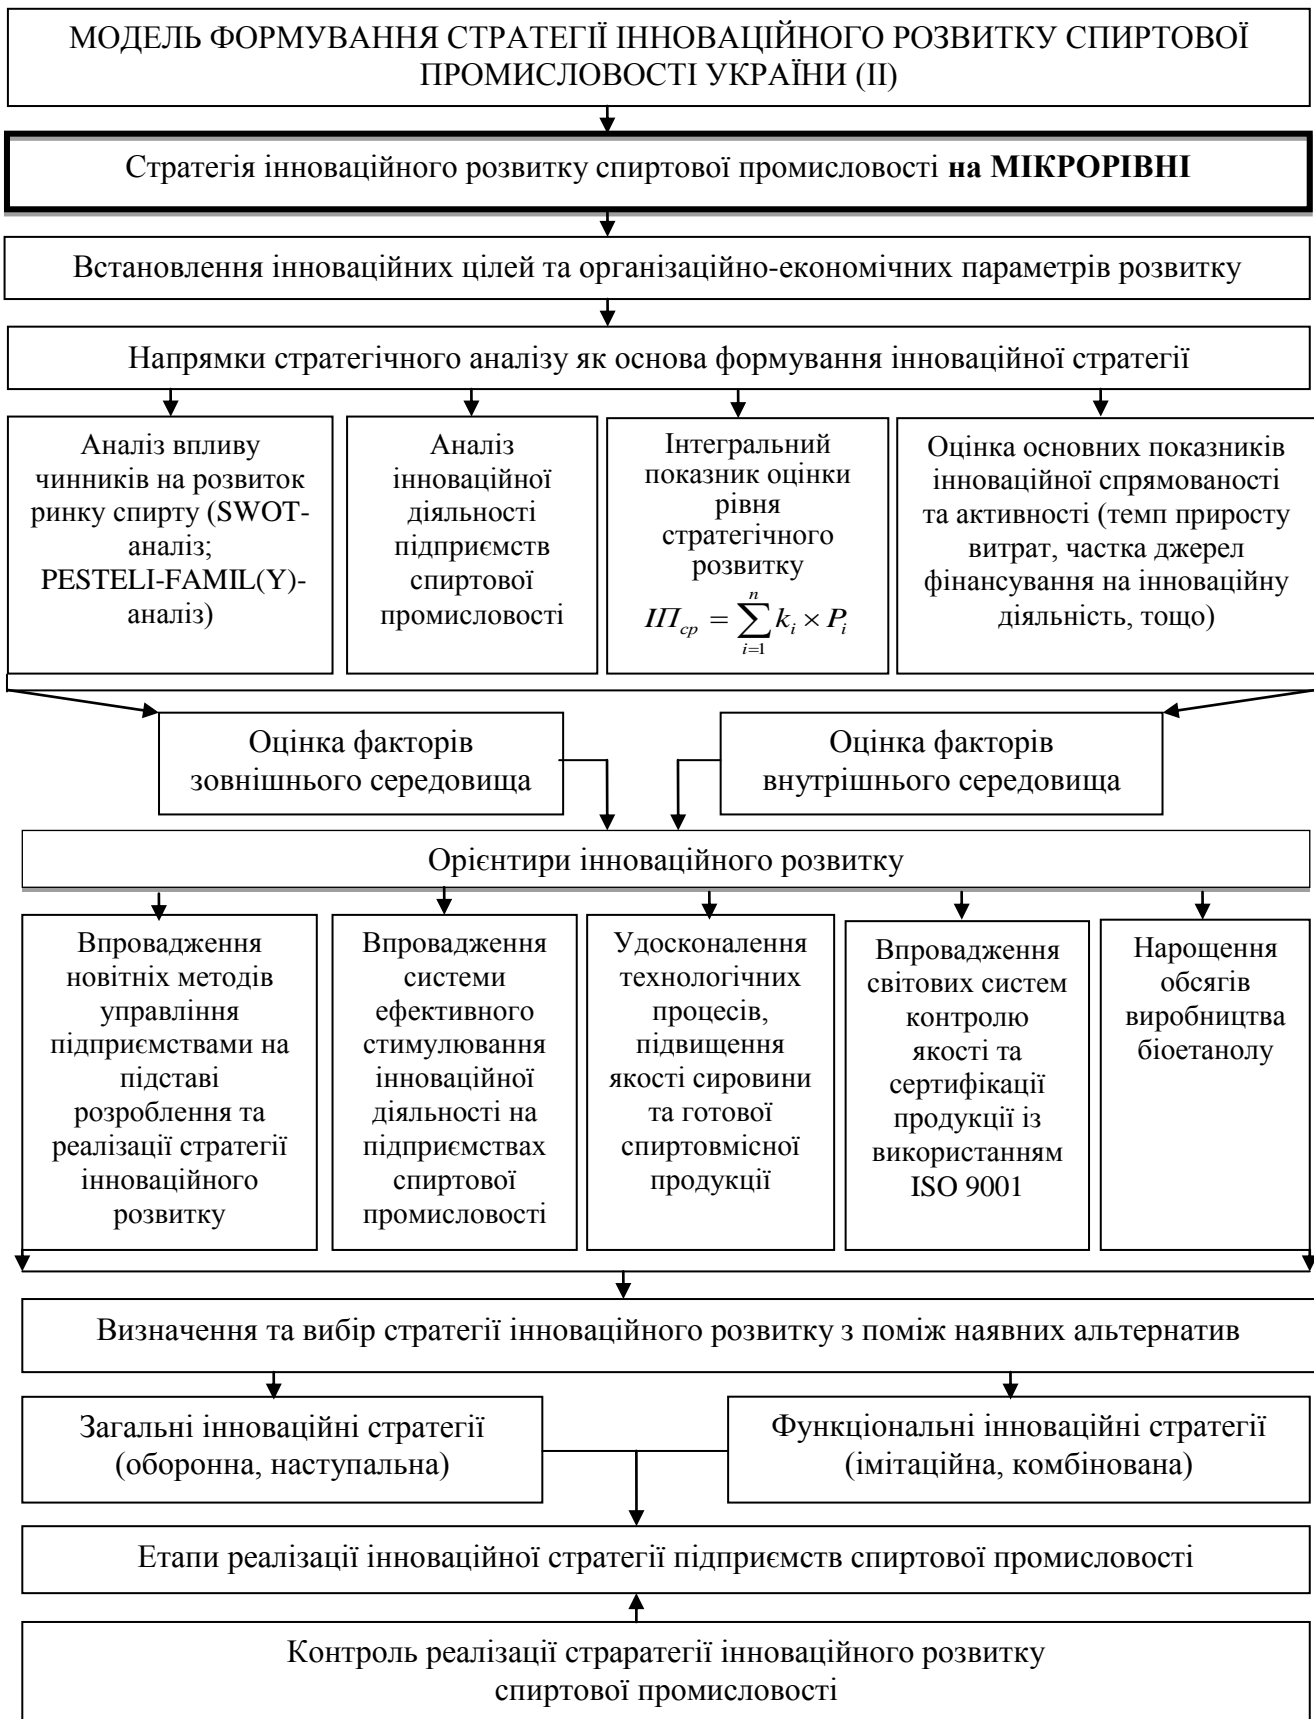 МОДЕЛЬ ФОРМУВАННЯ СТРАТЕГІЇ ІННОВАЦІЙНОГО РОЗВИТКУ СПИРТОВОЇ
ПРОМИСЛОВОСТІ УКРАЇНИ (ІІ)
Стратегія інноваційного розвитку спиртової промисловості на МІКРОРІВНІ
Встановлення інноваційних цілей та організаційно-економічних параметрів розвитку
Напрямки стратегічного аналізу як основа формування інноваційної стратегії
Аналіз впливу
чинників на розвиток
ринку спирту (SWOT-
аналіз;
PESTELI-FAMIL(Y)-
аналіз)
Аналіз
інноваційної
діяльності
підприємств
спиртової
промисловості
Інтегральний
показник оцінки
рівня
стратегічного
розвитку
$ІП_{ср} = \sum_{i=1}^{n} k_i \times P_i$
Оцінка основних показників
інноваційної спрямованості
та активності (темп приросту
витрат, частка джерел
фінансування на інноваційну
діяльність, тощо)
Оцінка факторів
зовнішнього середовища
Оцінка факторів
внутрішнього середовища
Орієнтири інноваційного розвитку
Впровадження
новітніх методів
управління
підприємствами на
підставі
розроблення та
реалізації стратегії
інноваційного
розвитку
Впровадження
системи
ефективного
стимулювання
інноваційної
діяльності на
підприємствах
спиртової
промисловості
Удосконалення
технологічних
процесів,
підвищення
якості сировини
та готової
спиртовмісної
продукції
Впровадження
світових систем
контролю
якості та
сертифікації
продукції із
використанням
ISO 9001
Нарощення
обсягів
виробництва
біоетанолу
Визначення та вибір стратегії інноваційного розвитку з поміж наявних альтернатив
Загальні інноваційні стратегії
(оборонна, наступальна)
Функціональні інноваційні стратегії
(імітаційна, комбінована)
Етапи реалізації інноваційної стратегії підприємств спиртової промисловості
Контроль реалізації страратегії інноваційного розвитку
спиртової промисловості